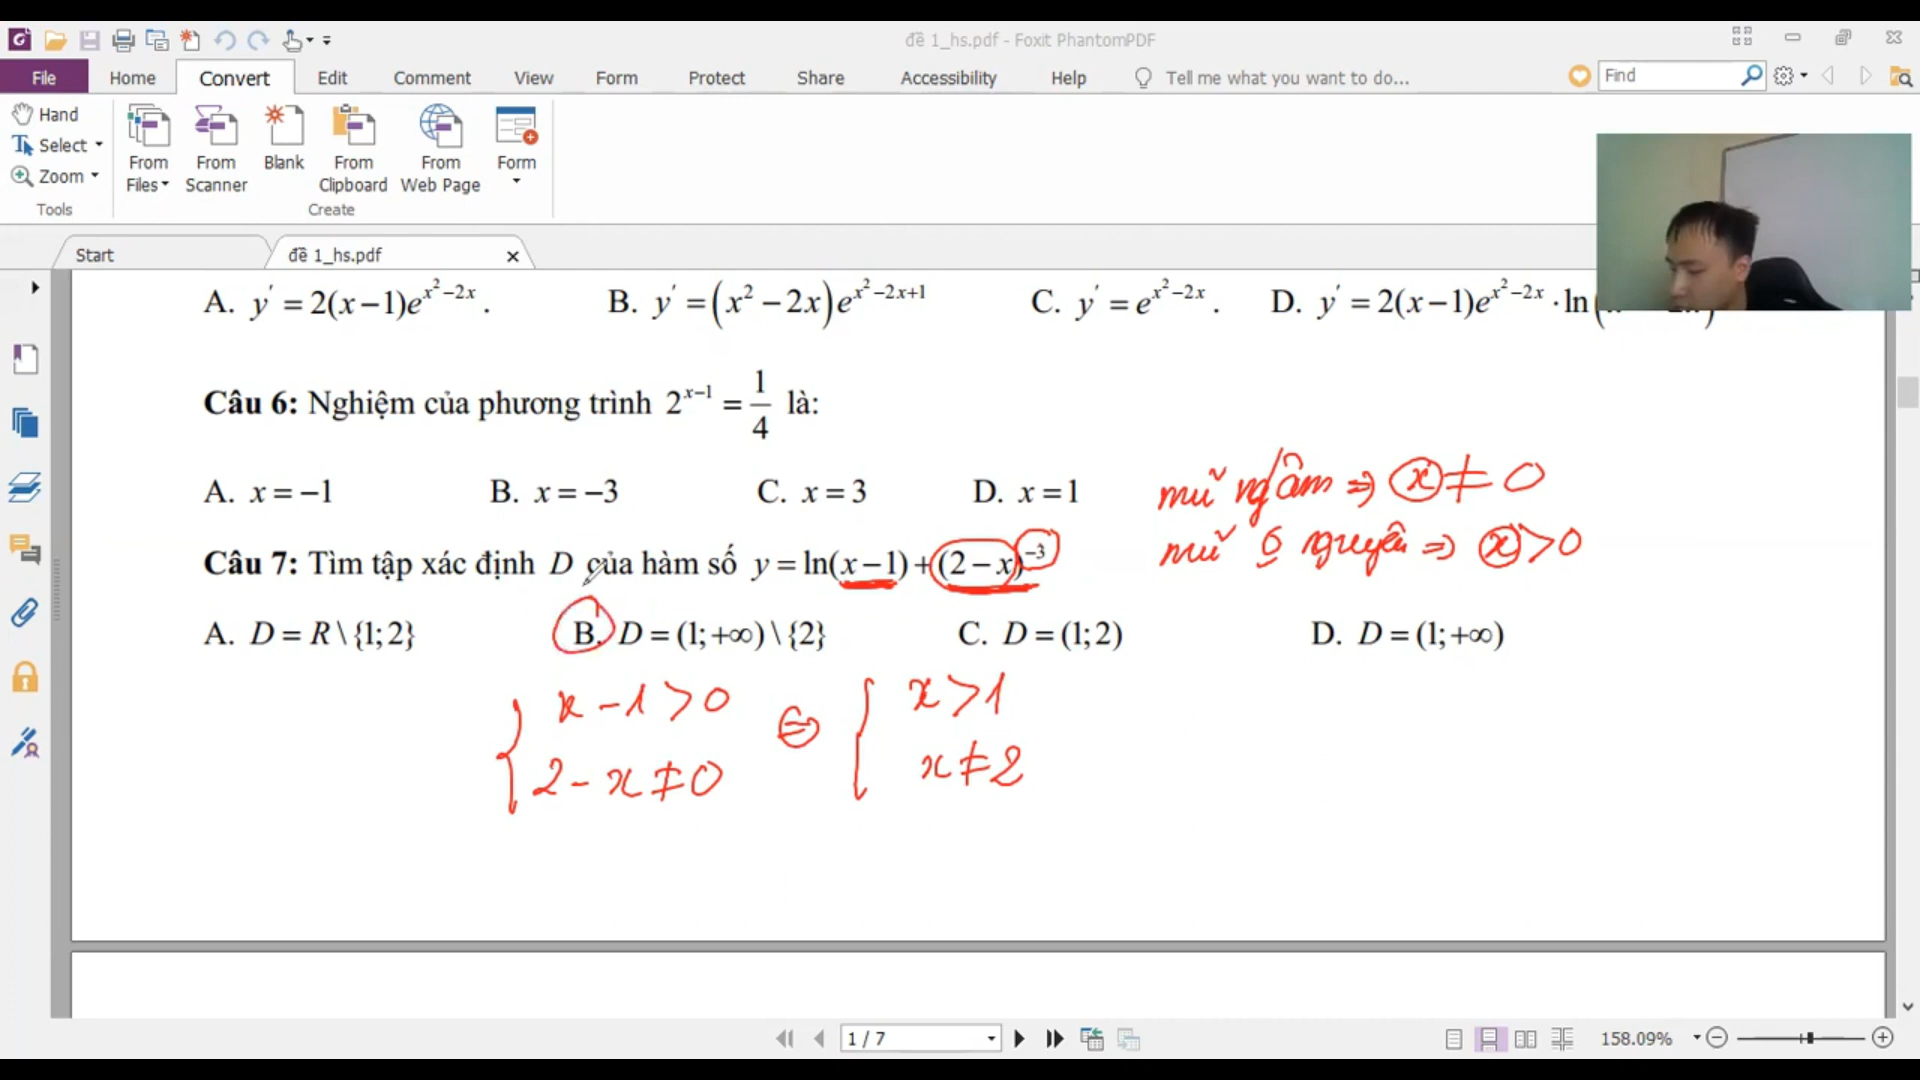 đề 1_hs.pdf - Foxit PhantomPDF
File Home Convert Edit Comment View Form Protect Share Accessibility Help Tell me what you want to do... Find
Hand
Select
Zoom
Tools
From Files
From Scanner
Blank
From Clipboard
From Web Page
Form
Create
Start
đề 1_hs.pdf
A. y' = 2(x−1)e^{x²−2x} . B. y' = (x² − 2x)e^{x²−2x+1} C. y' = e^{x²−2x} . D. y' = 2(x−1)e^{x²−2x}·ln(
Câu 6: Nghiệm của phương trình 2^{x−1} = 1/4 là:
A. x = −1 B. x = −3 C. x = 3 D. x = 1
mũ ng/âm ⇒ x ≠ 0
mũ ko nguyên ⇒ x > 0
Câu 7: Tìm tập xác định D của hàm số y = ln(x−1)+(2−x)^{−3}
A. D = R \ {1;2} B. D = (1;+∞) \ {2} C. D = (1;2) D. D = (1;+∞)
{ x − 1 > 0 ⇔ { x > 1
2 − x ≠ 0 x ≠ 2
1 / 7
158.09%